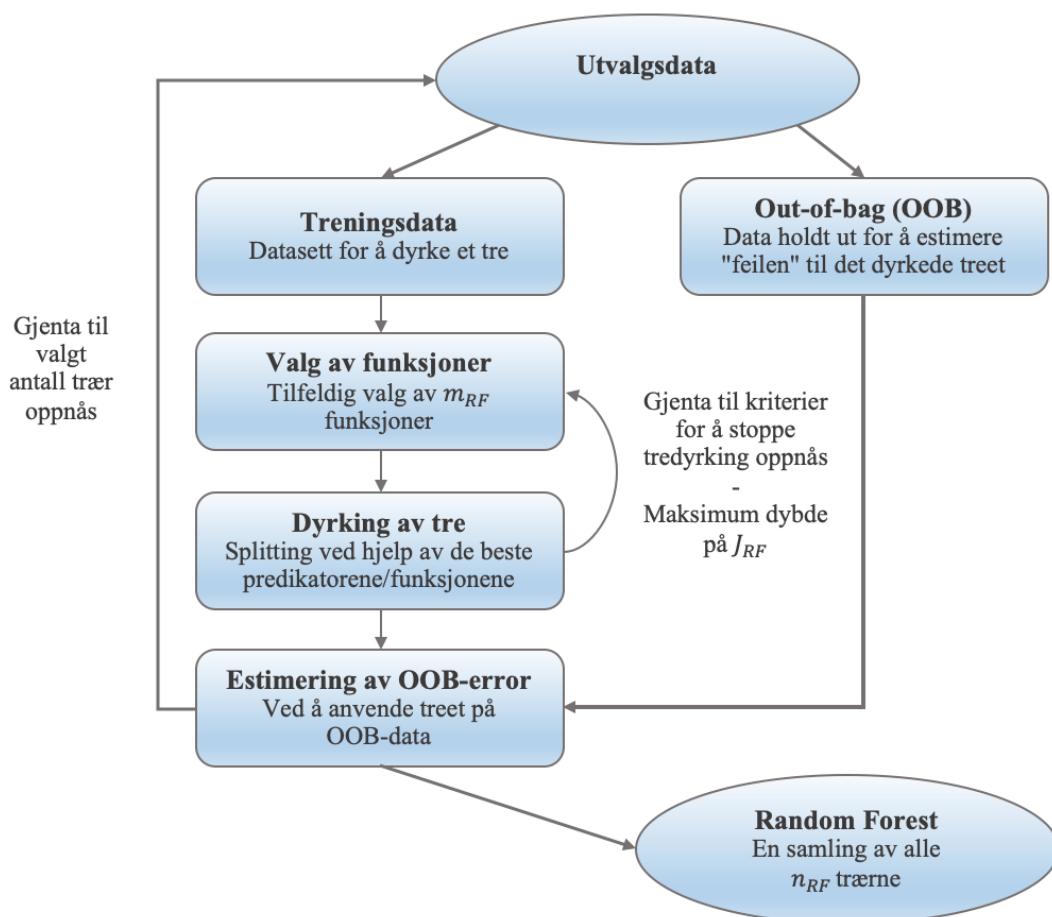 Utvalgsdata
Treningsdata
Datasett for å dyrke et tre
Out-of-bag (OOB)
Data holdt ut for å estimere
"feilen" til det dyrkede treet
Gjenta til
valgt
antall trær
oppnås
Valg av funksjoner
Tilfeldig valg av m_RF
funksjoner
Gjenta til kriterier
for å stoppe
tredyrking oppnås
-
Maksimum dybde
på J_RF
Dyrking av tre
Splitting ved hjelp av de beste
predikatorene/funksjonene
Estimering av OOB-error
Ved å anvende treet på
OOB-data
Random Forest
En samling av alle
n_RF trærne